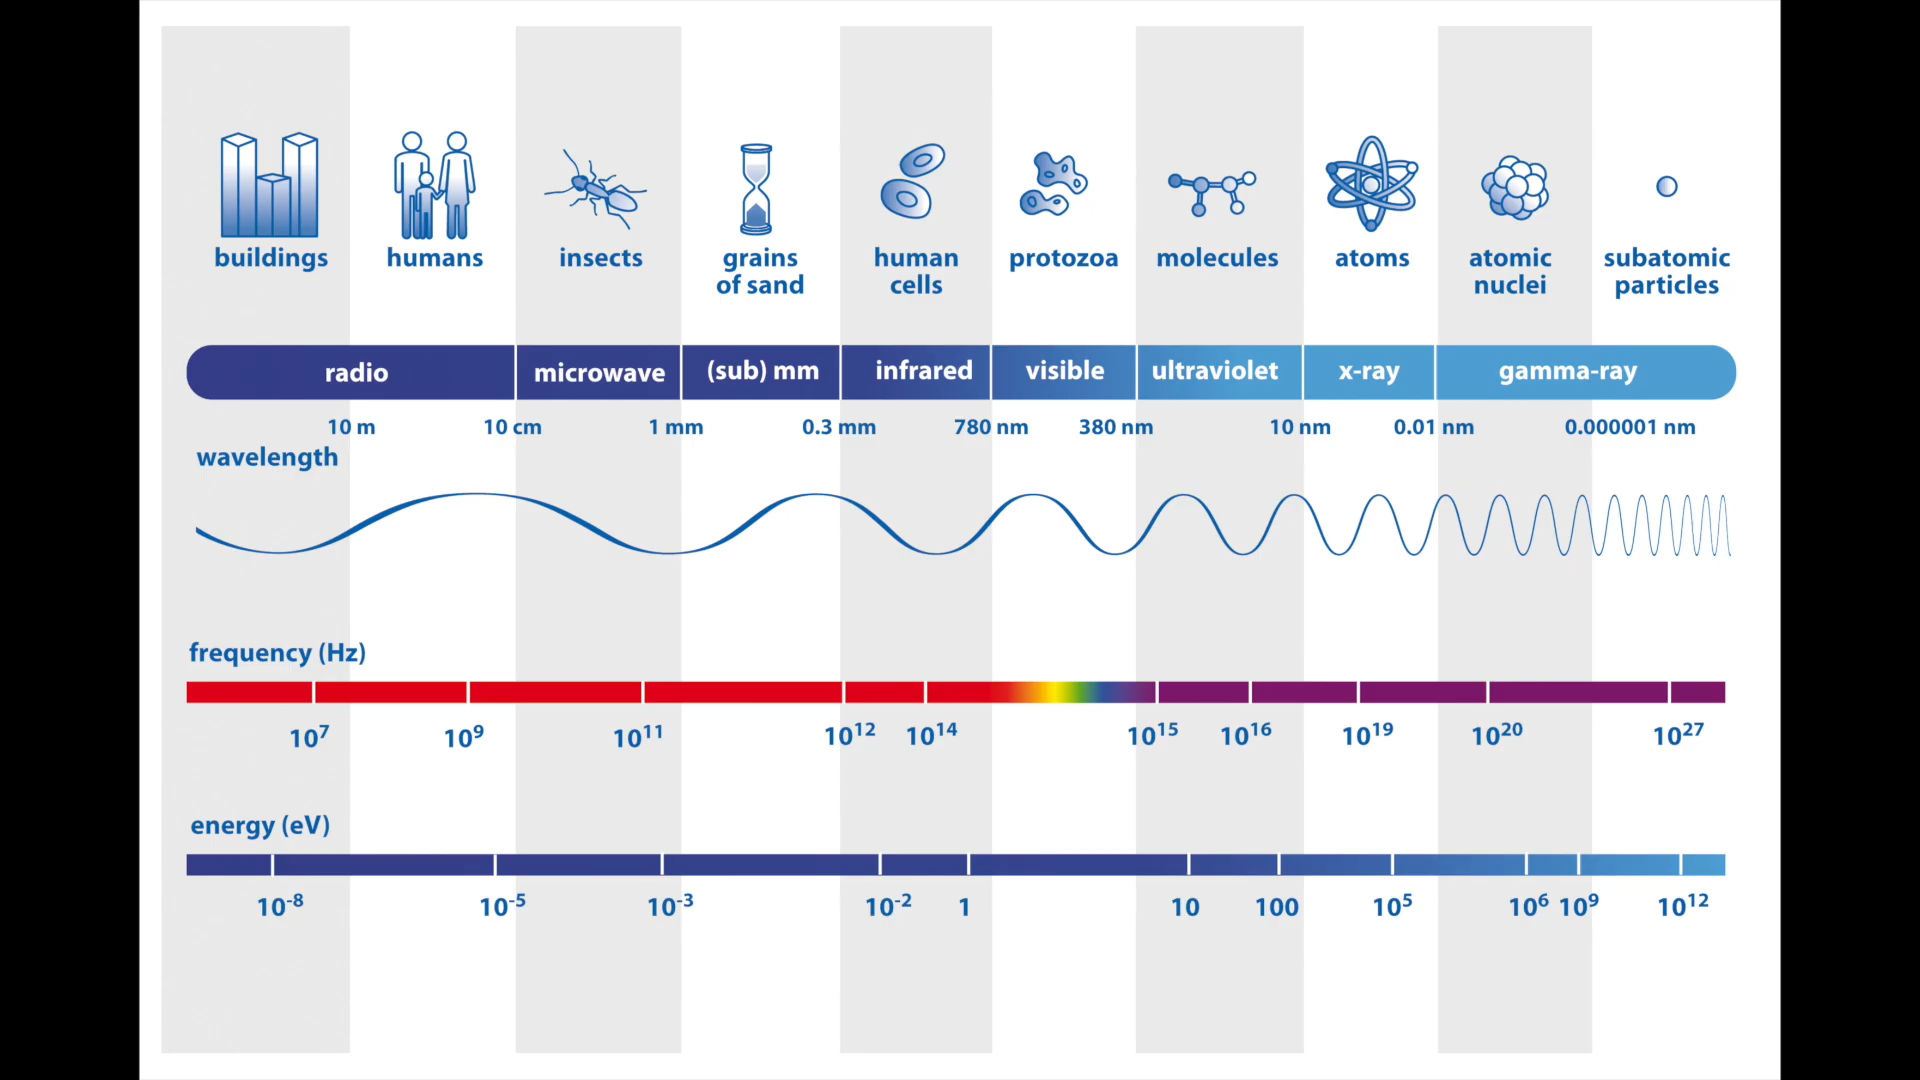 buildings
humans
insects
grains
of sand
human
cells
protozoa
molecules
atoms
atomic
nuclei
subatomic
particles
radio
microwave
(sub) mm
infrared
visible
ultraviolet
x-ray
gamma-ray
10 m
10 cm
1 mm
0.3 mm
780 nm
380 nm
10 nm
0.01 nm
0.000001 nm
wavelength
frequency (Hz)
10⁷
10⁹
10¹¹
10¹²
10¹⁴
10¹⁵
10¹⁶
10¹⁹
10²⁰
10²⁷
energy (eV)
10⁻⁸
10⁻⁵
10⁻³
10⁻²
1
10
100
10⁵
10⁶
10⁹
10¹²